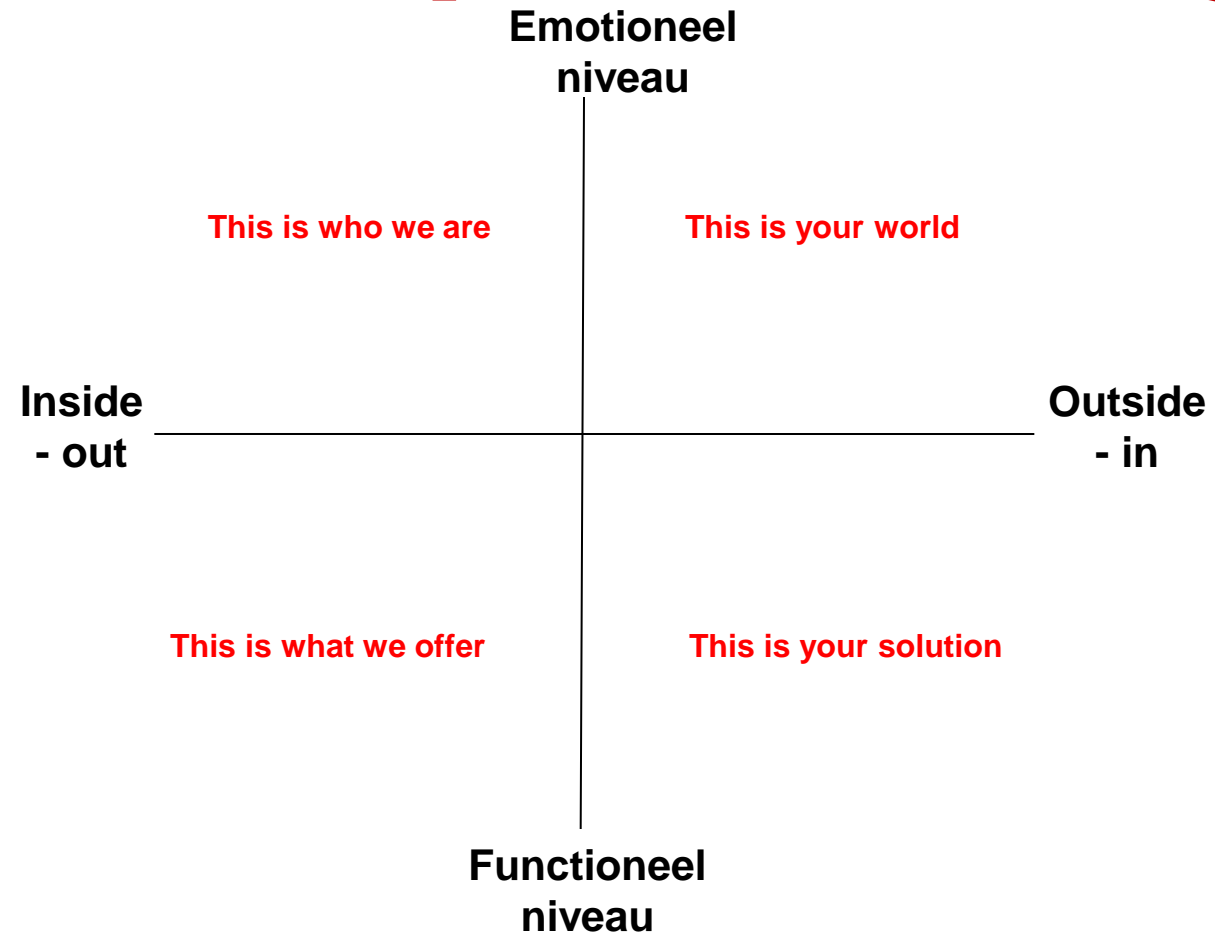 Emotioneel
niveau
This is who we are
This is your world
Inside
- out
Outside
- in
This is what we offer
This is your solution
Functioneel
niveau